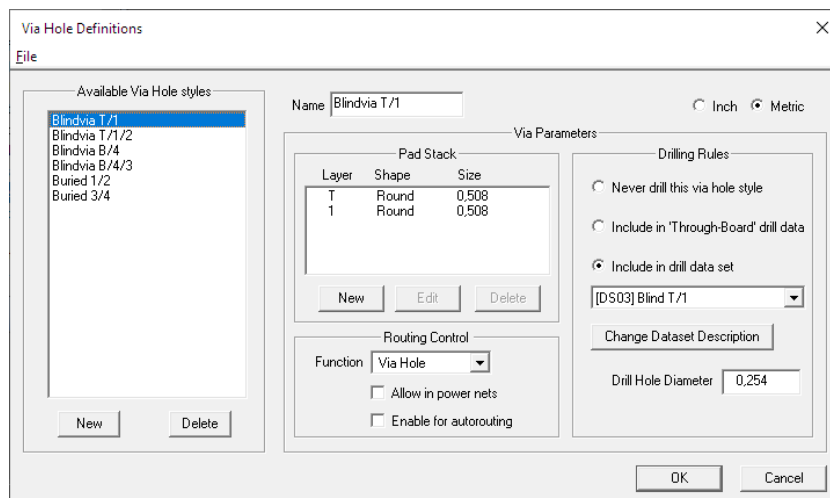 Via Hole Definitions
File
Available Via Hole styles
Blindvia T/1
Blindvia T/1/2
Blindvia B/4
Blindvia B/4/3
Buried 1/2
Buried 3/4
New Delete
Name Blindvia T/1
Inch Metric
Via Parameters
Pad Stack
Layer Shape Size
T Round 0,508
1 Round 0,508
New Edit Delete
Routing Control
Function Via Hole
Allow in power nets
Enable for autorouting
Drilling Rules
Never drill this via hole style
Include in 'Through-Board' drill data
Include in drill data set
[DS03] Blind T/1
Change Dataset Description
Drill Hole Diameter 0,254
OK Cancel